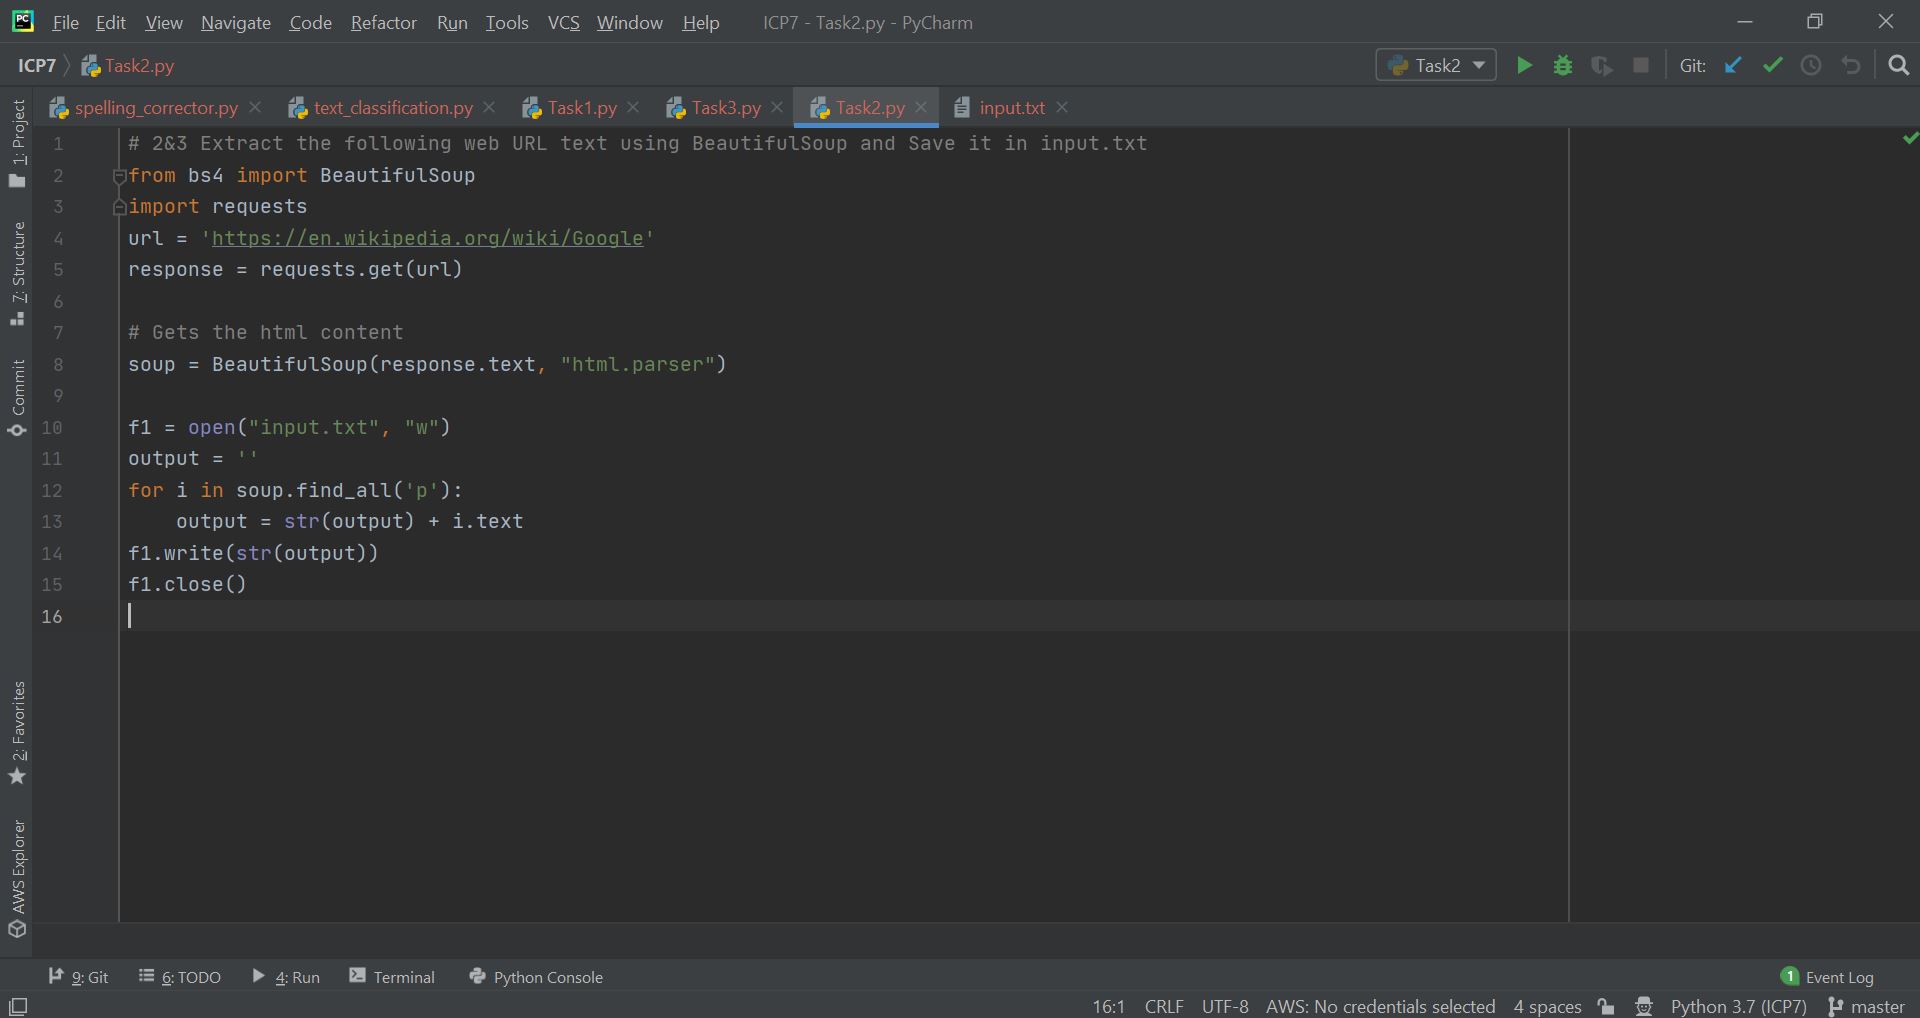 PC File Edit View Navigate Code Refactor Run Tools VCS Window Help ICP7 - Task2.py - PyCharm
ICP7 Task2.py Task2 Git:
spelling_corrector.py text_classification.py Task1.py Task3.py Task2.py input.txt
1: Project
7: Structure
Commit
2: Favorites
AWS Explorer
1 # 2&3 Extract the following web URL text using BeautifulSoup and Save it in input.txt
2 from bs4 import BeautifulSoup
3 import requests
4 url = 'https://en.wikipedia.org/wiki/Google'
5 response = requests.get(url)
6
7 # Gets the html content
8 soup = BeautifulSoup(response.text, "html.parser")
9
10 f1 = open("input.txt", "w")
11 output = ''
12 for i in soup.find_all('p'):
13     output = str(output) + i.text
14 f1.write(str(output))
15 f1.close()
16
9: Git 6: TODO 4: Run Terminal Python Console 1 Event Log
16:1 CRLF UTF-8 AWS: No credentials selected 4 spaces Python 3.7 (ICP7) master